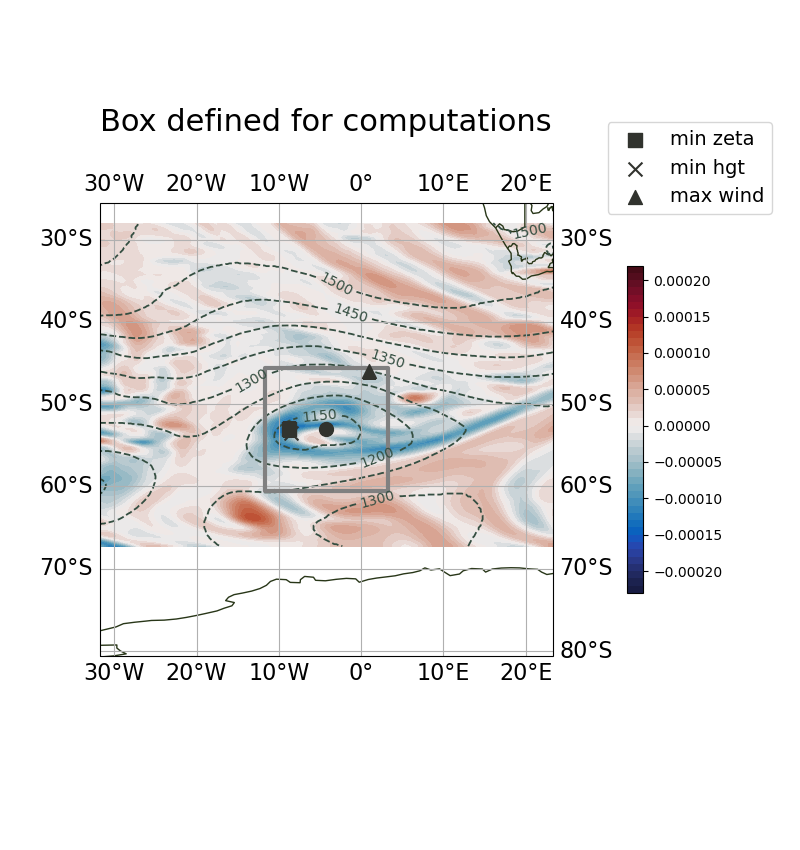 Box defined for computations
min zeta
min hgt
max wind
30°W 20°W 10°W 0° 10°E 20°E
30°S 1500 30°S
1500
40°S 1450 40°S
1350
1300
50°S 50°S
1150
1200
60°S 1300 60°S
70°S 70°S
80°S
30°W 20°W 10°W 0° 10°E 20°E
0.00020
0.00015
0.00010
0.00005
0.00000
−0.00005
−0.00010
−0.00015
−0.00020